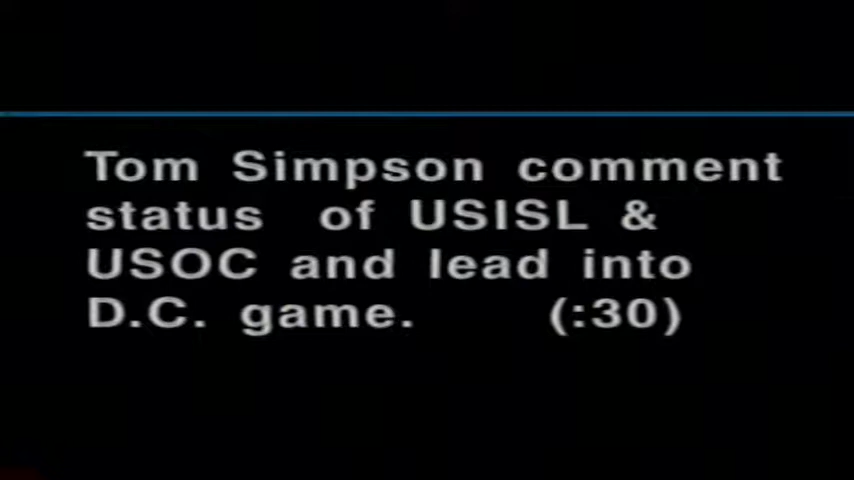 Tom Simpson comment
status of USISL &
USOC and lead into
D.C. game. (:30)